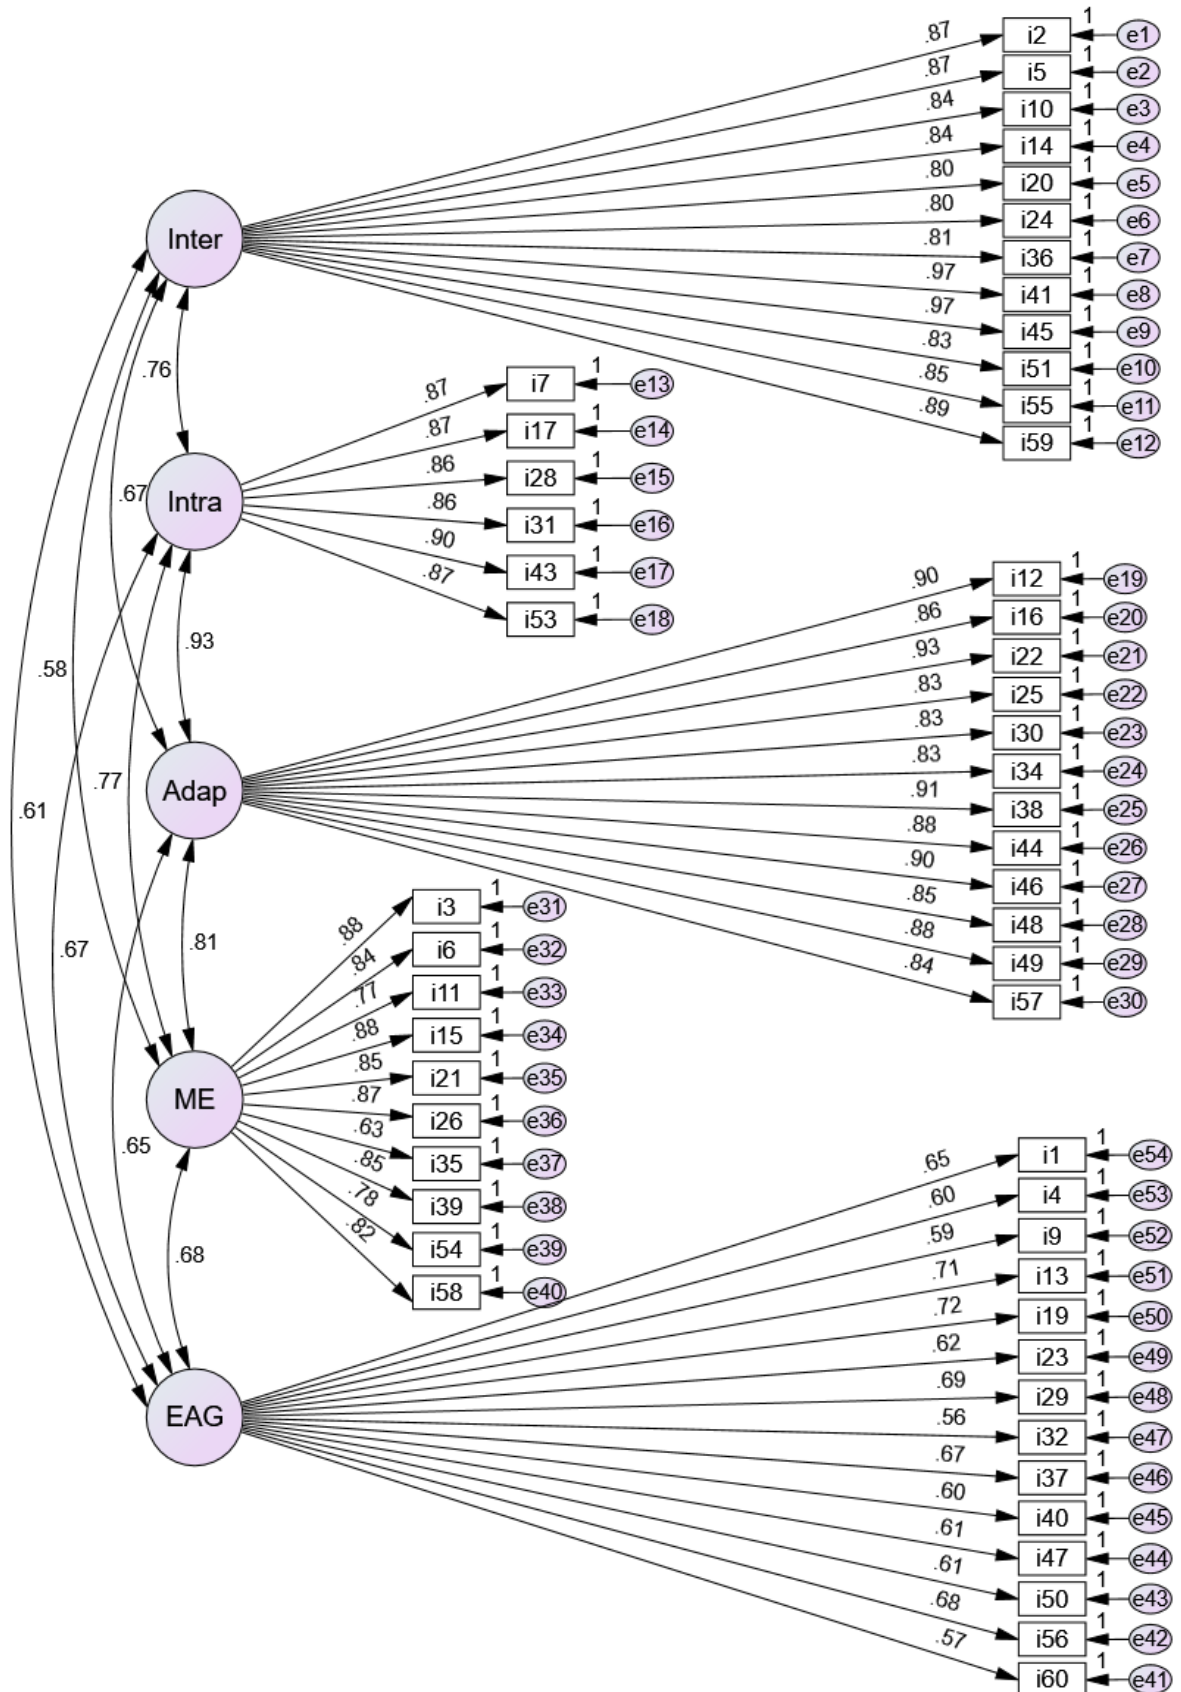 .87 i2 1 e1
.87 i5 1 e2
.84 i10 1 e3
.84 i14 1 e4
.80 i20 1 e5
.80 i24 1 e6
.81 i36 1 e7
.97 i41 1 e8
.97 i45 1 e9
.83 i51 1 e10
.85 i55 1 e11
.89 i59 1 e12
Inter
.76
.87 i7 1 e13
.87 i17 1 e14
.86 i28 1 e15
.86 i31 1 e16
.90 i43 1 e17
.87 i53 1 e18
.67
Intra
.93
.58
.90 i12 1 e19
.86 i16 1 e20
.93 i22 1 e21
.83 i25 1 e22
.83 i30 1 e23
.83 i34 1 e24
.91 i38 1 e25
.88 i44 1 e26
.90 i46 1 e27
.85 i48 1 e28
.88 i49 1 e29
.84 i57 1 e30
.77
Adap
.61
.67
.81
.88 i3 1 e31
.84 i6 1 e32
.77 i11 1 e33
.88 i15 1 e34
.85 i21 1 e35
.87 i26 1 e36
.63 i35 1 e37
.85 i39 1 e38
.78 i54 1 e39
.82 i58 1 e40
ME
.65
.68
.65 i1 1 e54
.60 i4 1 e53
.59 i9 1 e52
.71 i13 1 e51
.72 i19 1 e50
.62 i23 1 e49
.69 i29 1 e48
.56 i32 1 e47
.67 i37 1 e46
.60 i40 1 e45
.61 i47 1 e44
.61 i50 1 e43
.68 i56 1 e42
.57 i60 1 e41
EAG